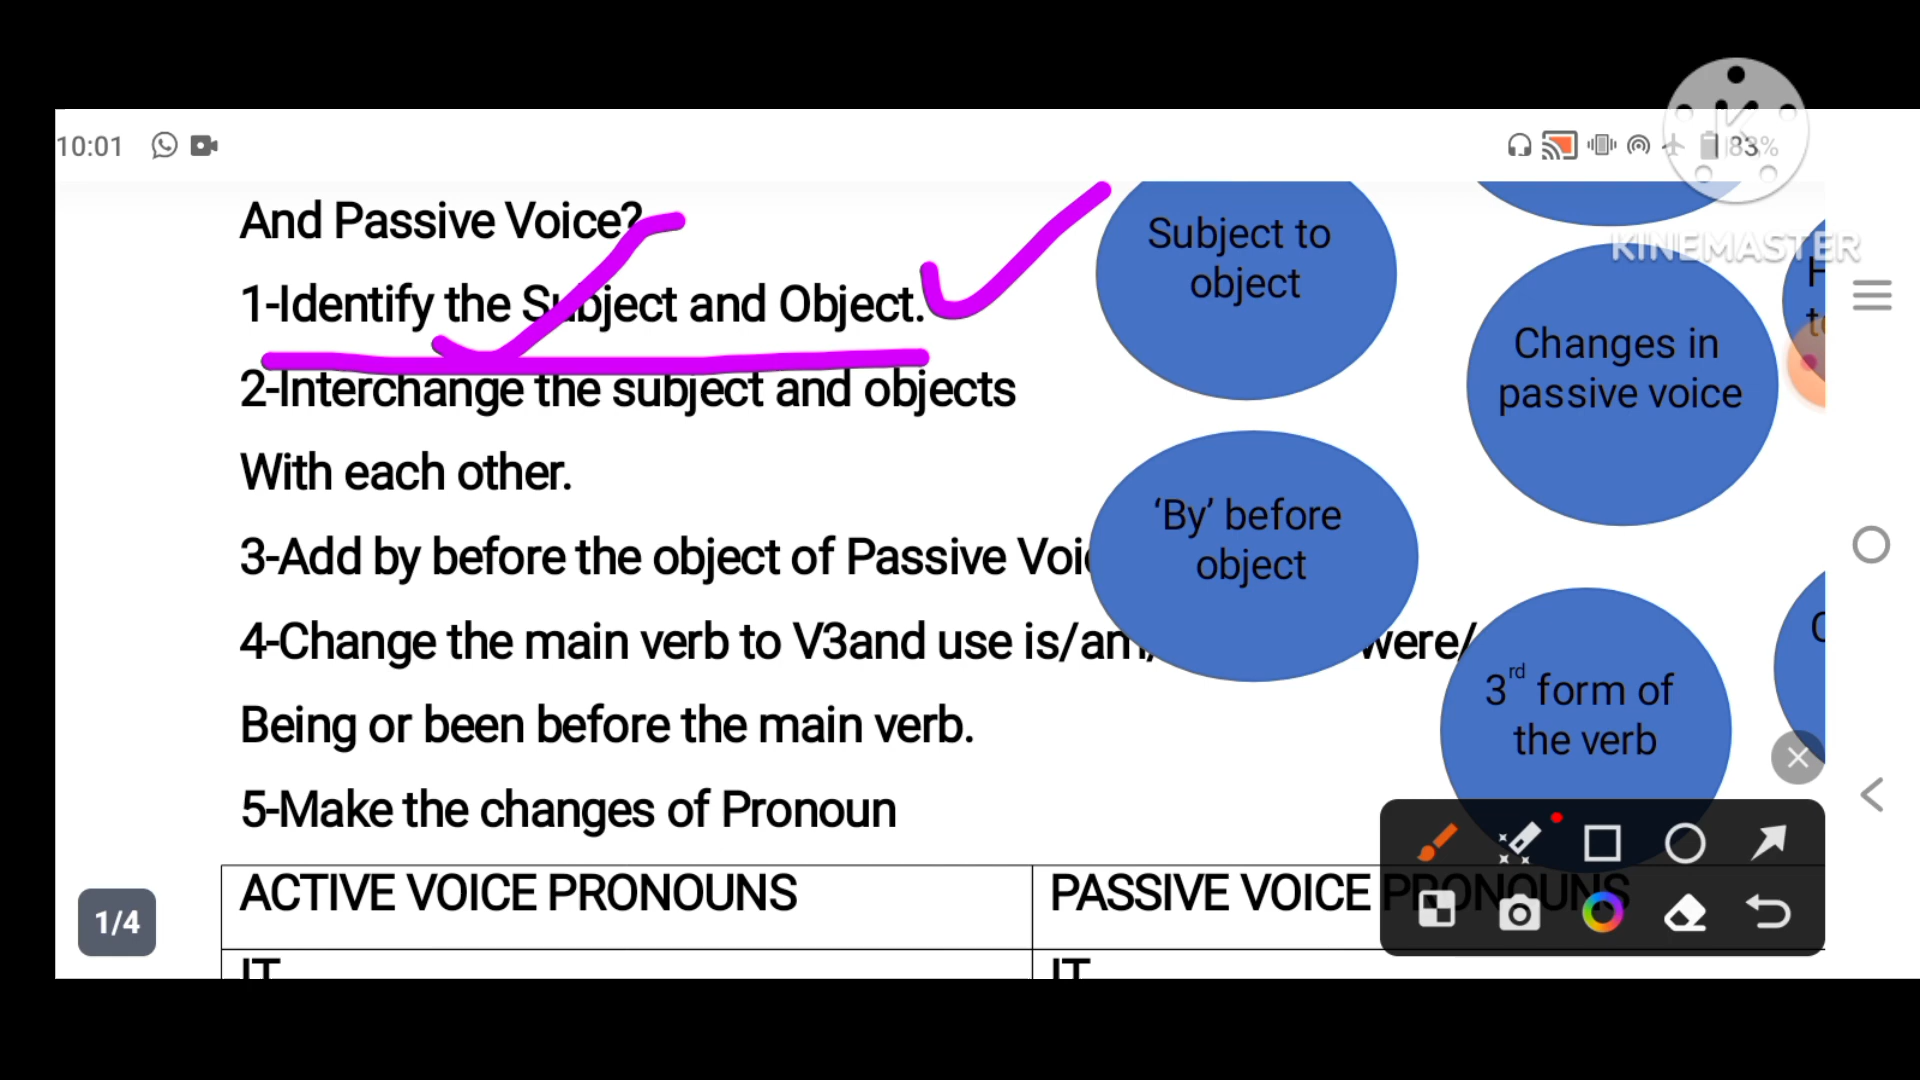 10:01
83%
KINEMASTER
And Passive Voice?
1-Identify the Subject and Object.
2-Interchange the subject and objects
With each other.
3-Add by before the object of Passive
4-Change the main verb to V3and use is/am/ were/
Being or been before the main verb.
5-Make the changes of Pronoun
Subject to
object
Changes in
passive voice
‘By’ before
object
3rd form of
the verb
ACTIVE VOICE PRONOUNS
PASSIVE VOICE PRONOUNS
IT
IT
1/4